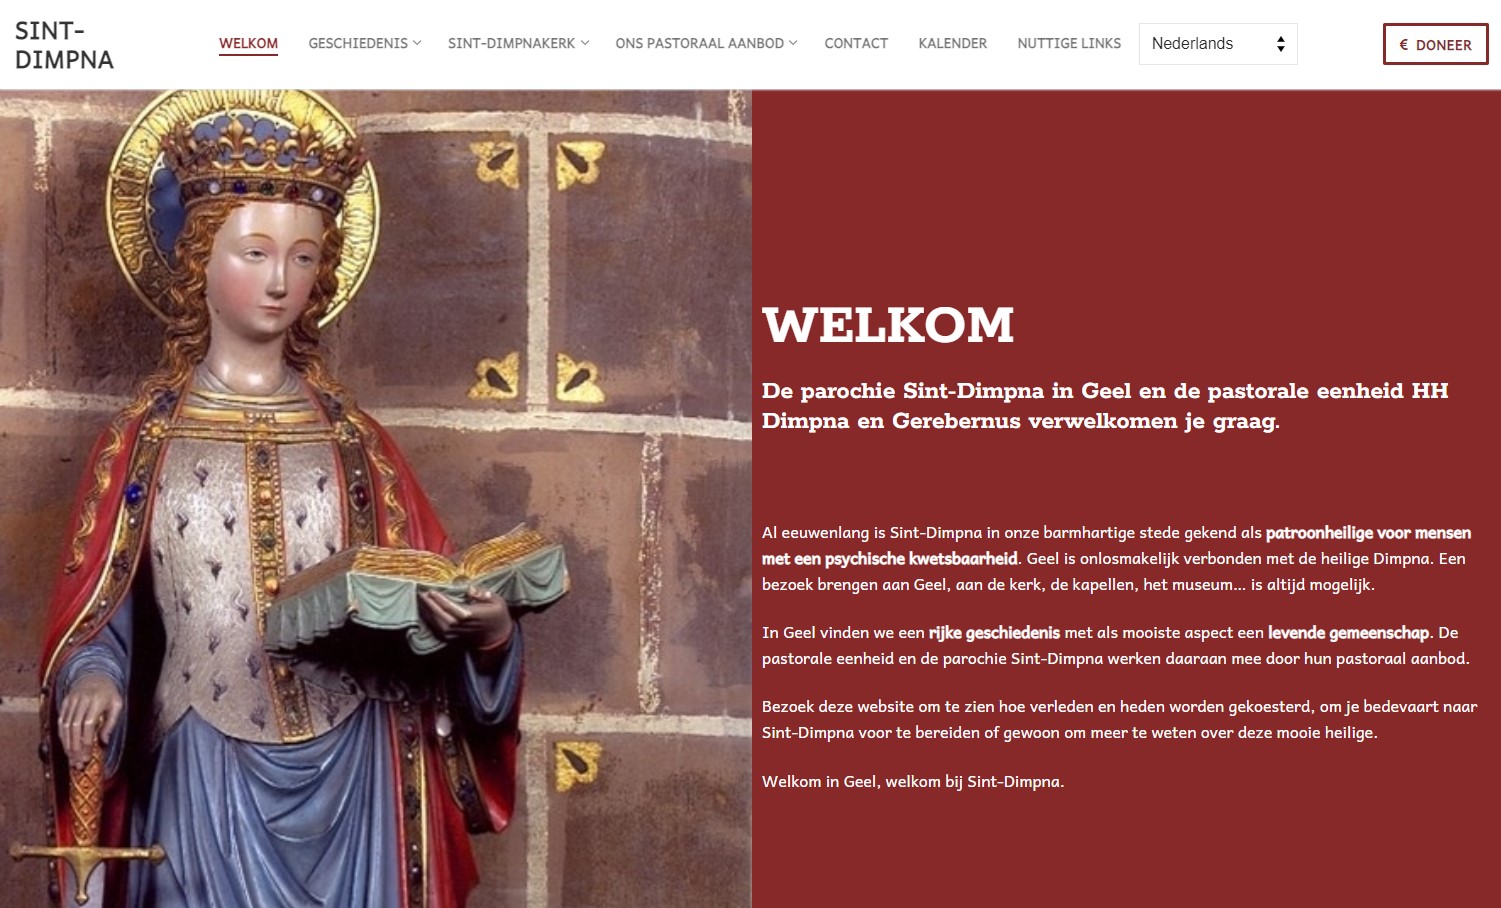 SINT-
DIMPNA
WELKOM
GESCHIEDENIS
SINT-DIMPNAKERK
ONS PASTORAAL AANBOD
CONTACT
KALENDER
NUTTIGE LINKS
Nederlands
€ DONEER
WELKOM
De parochie Sint-Dimpna in Geel en de pastorale eenheid HH
Dimpna en Gerebernus verwelkomen je graag.
Al eeuwenlang is Sint-Dimpna in onze barmhartige stede gekend als patroonheilige voor mensen
met een psychische kwetsbaarheid. Geel is onlosmakelijk verbonden met de heilige Dimpna. Een
bezoek brengen aan Geel, aan de kerk, de kapellen, het museum... is altijd mogelijk.
In Geel vinden we een rijke geschiedenis met als mooiste aspect een levende gemeenschap. De
pastorale eenheid en de parochie Sint-Dimpna werken daaraan mee door hun pastoraal aanbod.
Bezoek deze website om te zien hoe verleden en heden worden gekoesterd, om je bedevaart naar
Sint-Dimpna voor te bereiden of gewoon om meer te weten over deze mooie heilige.
Welkom in Geel, welkom bij Sint-Dimpna.